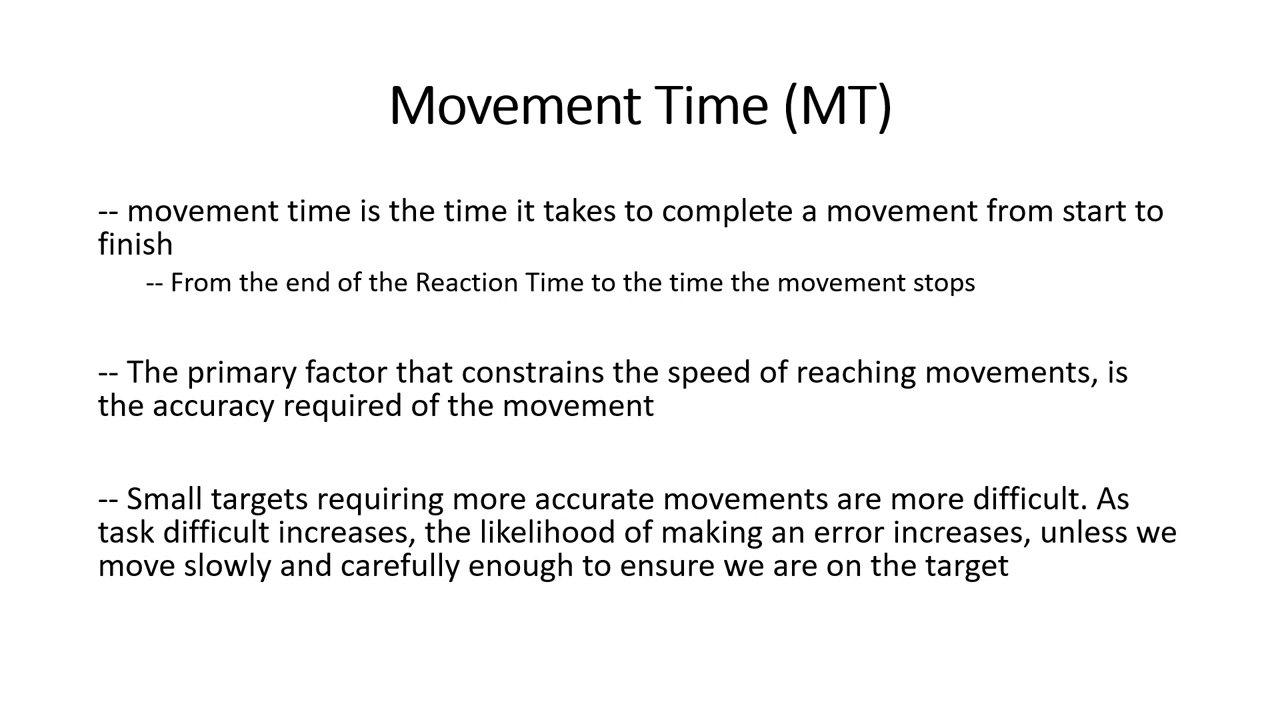 Movement Time (MT)
-- movement time is the time it takes to complete a movement from start to
finish
-- From the end of the Reaction Time to the time the movement stops
-- The primary factor that constrains the speed of reaching movements, is
the accuracy required of the movement
-- Small targets requiring more accurate movements are more difficult. As
task difficult increases, the likelihood of making an error increases, unless we
move slowly and carefully enough to ensure we are on the target